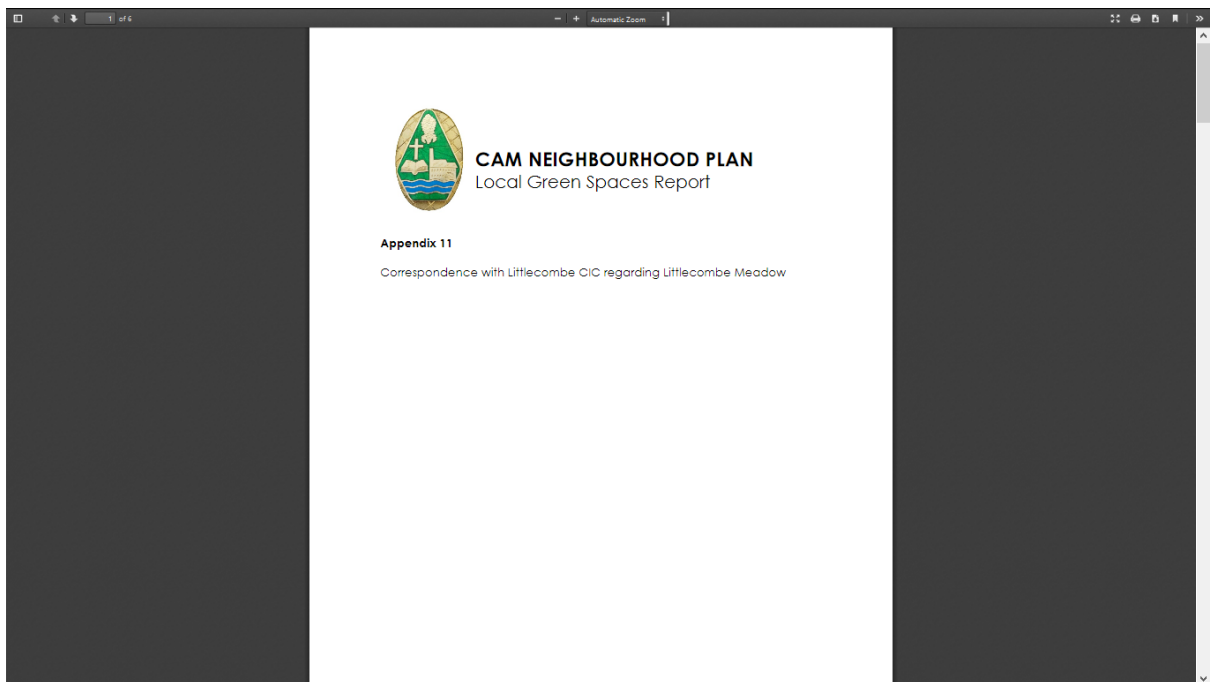 1 of 6
Automatic Zoom
CAM NEIGHBOURHOOD PLAN
Local Green Spaces Report
Appendix 11
Correspondence with Littlecombe CIC regarding Littlecombe Meadow